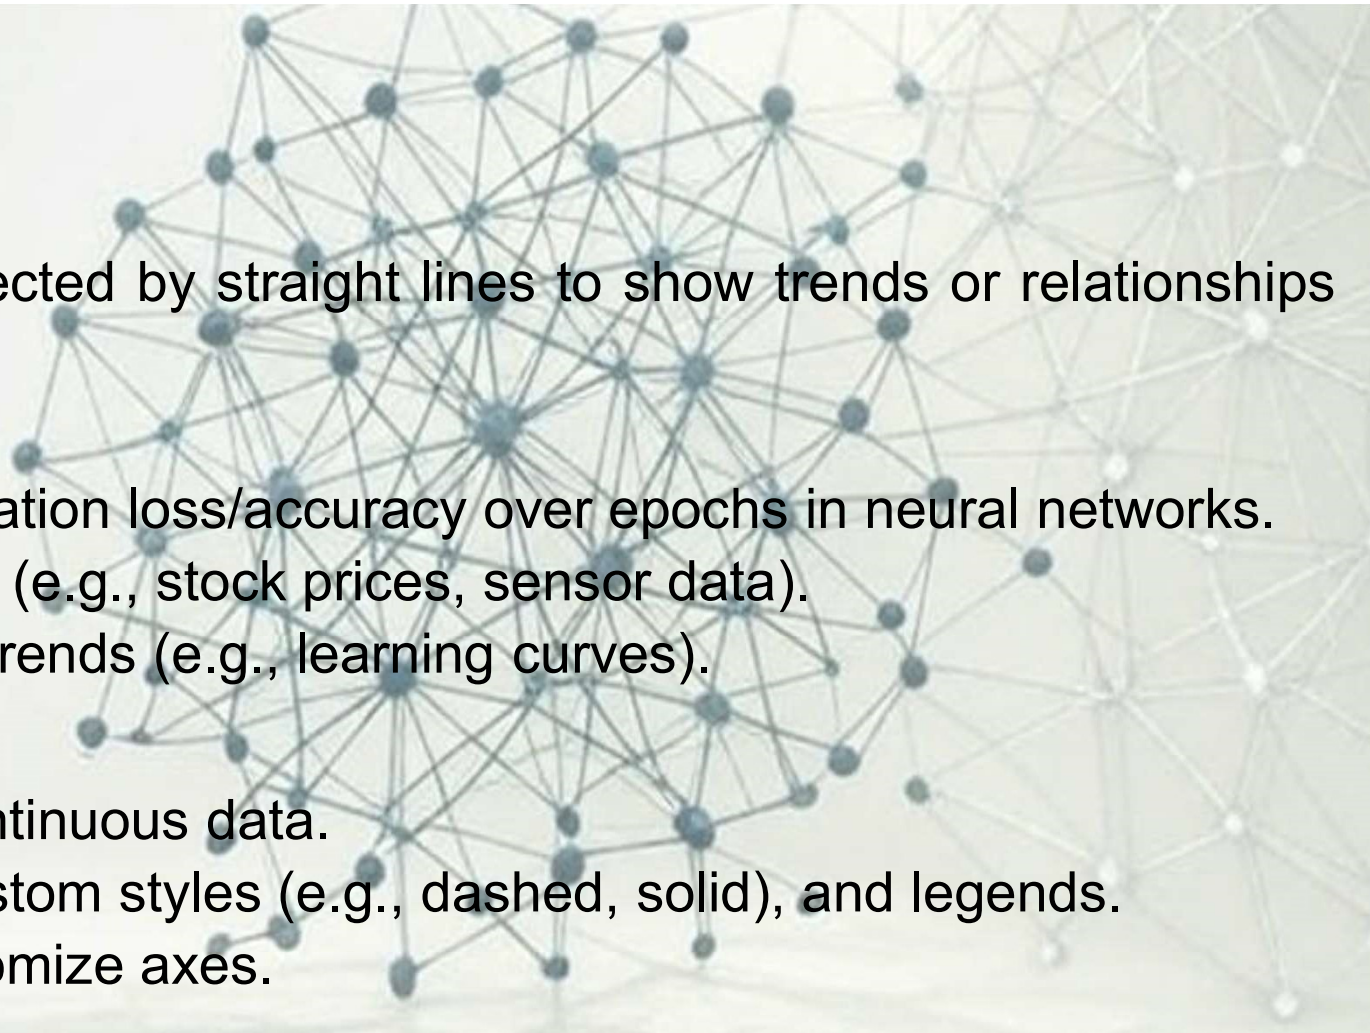 ected by straight lines to show trends or relationships
ation loss/accuracy over epochs in neural networks.
(e.g., stock prices, sensor data).
rends (e.g., learning curves).
ntinuous data.
stom styles (e.g., dashed, solid), and legends.
omize axes.